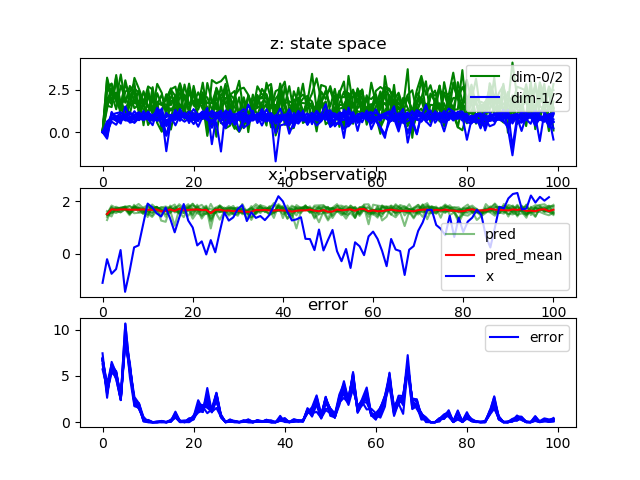 z: state space
2.5
0.0
dim-0/2
dim-1/2
0 20 40 60 80 100
x: observation
2
0
pred
pred_mean
x
0 20 40 60 80 100
error
10
5
0
error
0 20 40 60 80 100